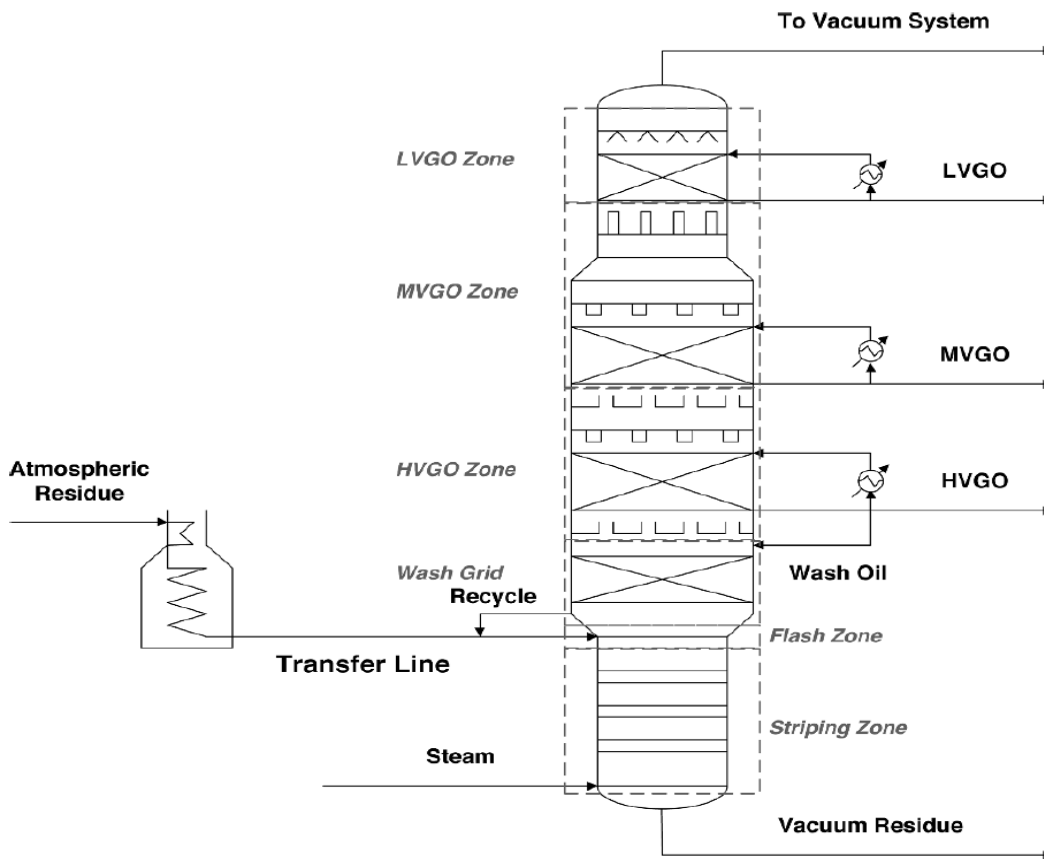 To Vacuum System
LVGO Zone
LVGO
MVGO Zone
MVGO
Atmospheric
Residue
HVGO Zone
HVGO
Wash Grid
Wash Oil
Recycle
Flash Zone
Transfer Line
Striping Zone
Steam
Vacuum Residue